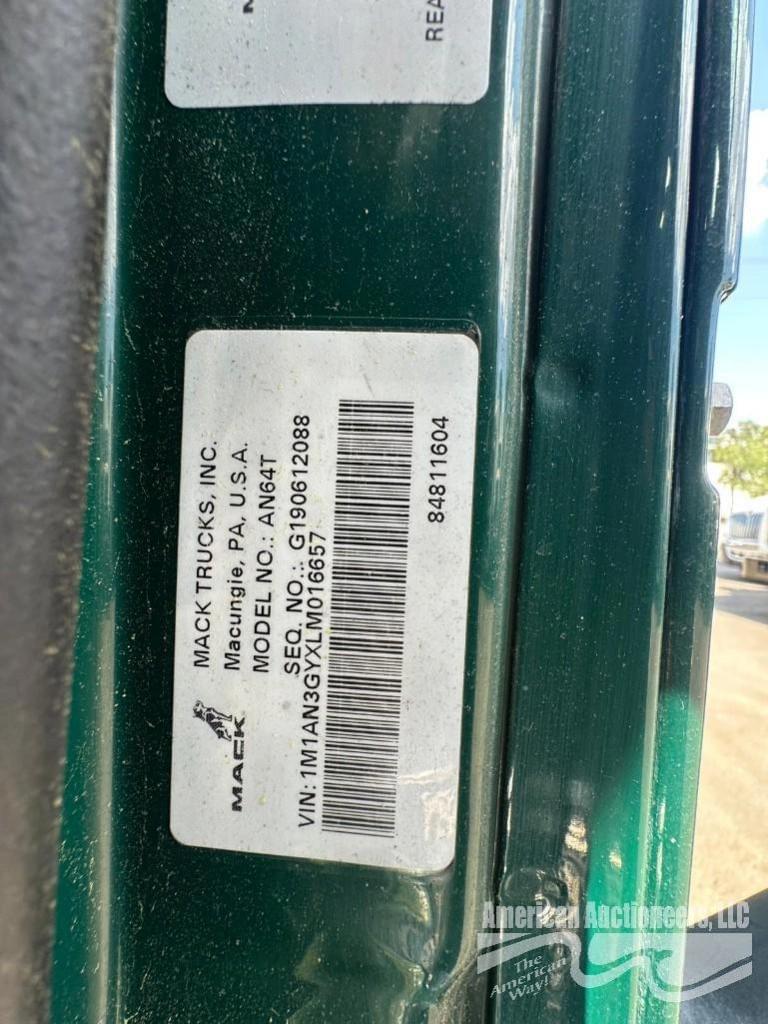 REA
MACK TRUCKS, INC.
Macungie, PA, U.S.A.
MODEL NO.: AN64T
SEQ. NO.: G190612088
VIN: 1M1AN3GYXLM016657
84811604
MACK
American Auctioneers, LLC
The
American
Way!